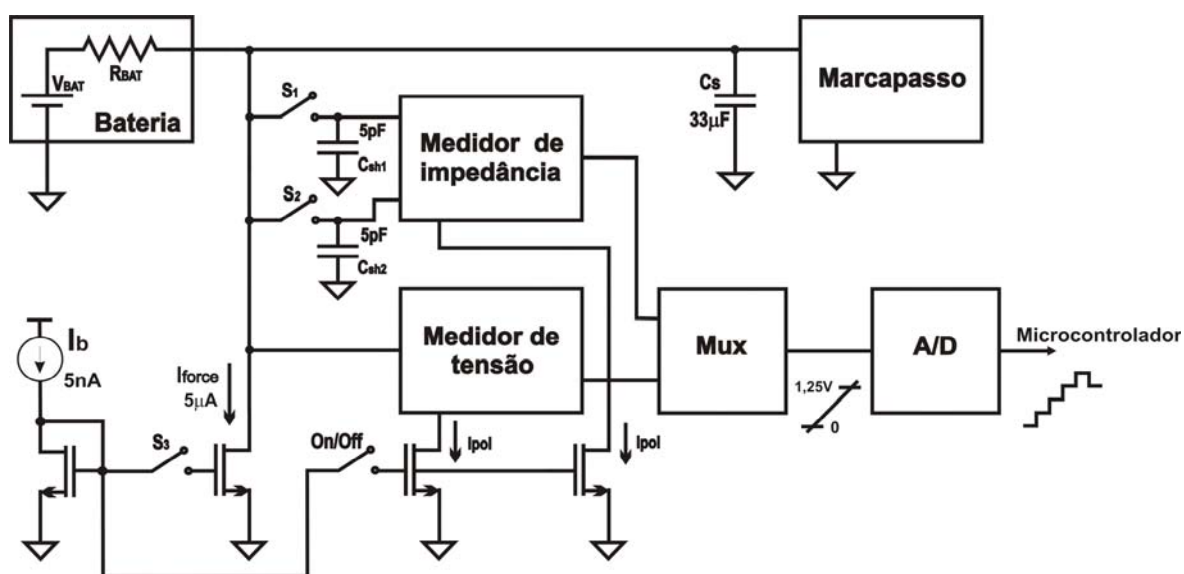 VBAT
RBAT
Bateria
S1
5pF
Csh1
S2
5pF
Csh2
Medidor de
impedância
Cs
33µF
Marcapasso
Ib
5nA
Iforce
5µA
S3
On/Off
Medidor de
tensão
Ipol
Ipol
Mux
1,25V
0
A/D
Microcontrolador